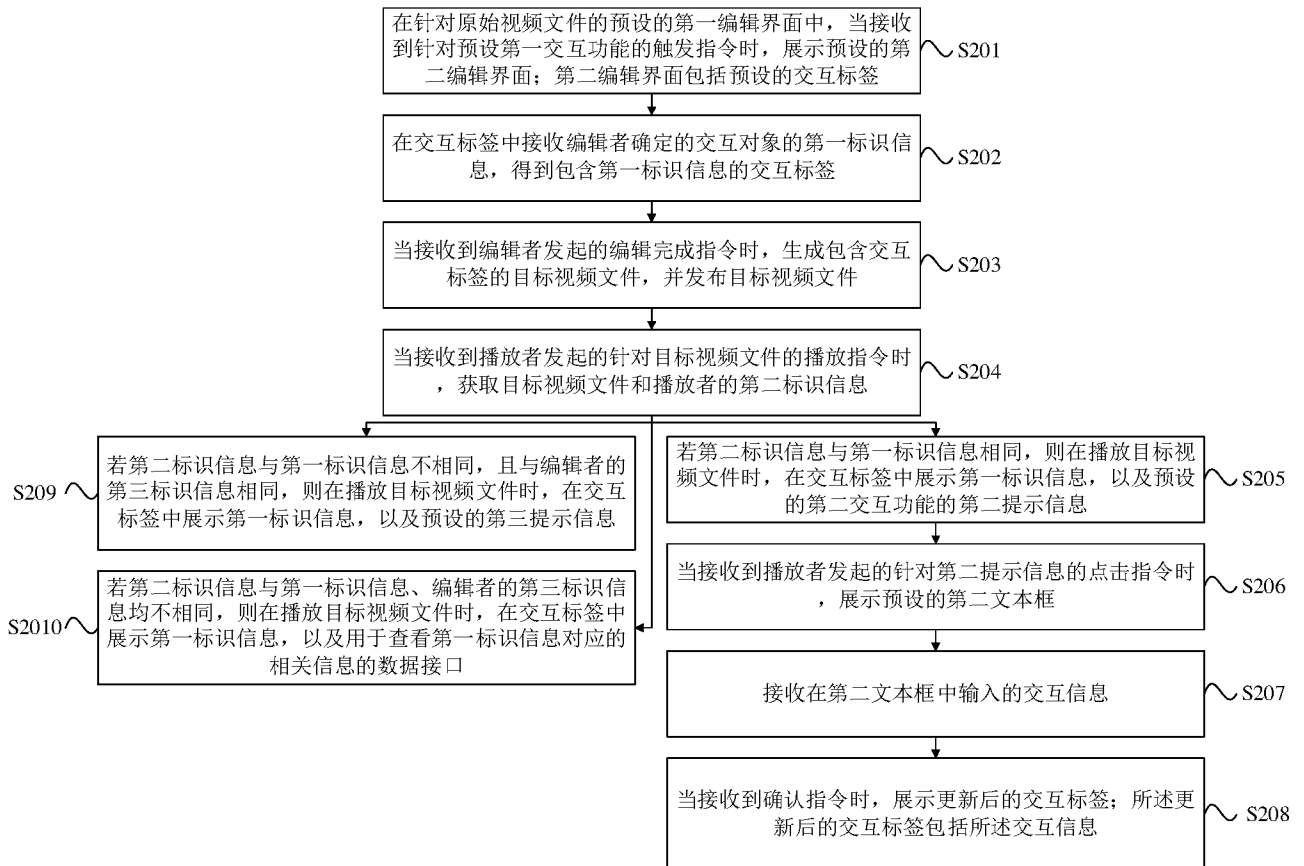 在针对原始视频文件的预设的第一编辑界面中，当接收
到针对预设第一交互功能的触发指令时，展示预设的第
二编辑界面；第二编辑界面包括预设的交互标签
S201
在交互标签中接收编辑者确定的交互对象的第一标识信
息，得到包含第一标识信息的交互标签
S202
当接收到编辑者发起的编辑完成指令时，生成包含交互
标签的目标视频文件，并发布目标视频文件
S203
当接收到播放者发起的针对目标视频文件的播放指令时
，获取目标视频文件和播放者的第二标识信息
S204
若第二标识信息与第一标识信息不相同，且与编辑者的
第三标识信息相同，则在播放目标视频文件时，在交互
标签中展示第一标识信息，以及预设的第三提示信息
S209
若第二标识信息与第一标识信息相同，则在播放目标视
频文件时，在交互标签中展示第一标识信息，以及预设
的第二交互功能的第二提示信息
S205
若第二标识信息与第一标识信息、编辑者的第三标识信
息均不相同，则在播放目标视频文件时，在交互标签中
展示第一标识信息，以及用于查看第一标识信息对应的
相关信息的数据接口
S2010
当接收到播放者发起的针对第二提示信息的点击指令时
，展示预设的第二文本框
S206
接收在第二文本框中输入的交互信息
S207
当接收到确认指令时，展示更新后的交互标签；所述更
新后的交互标签包括所述交互信息
S208